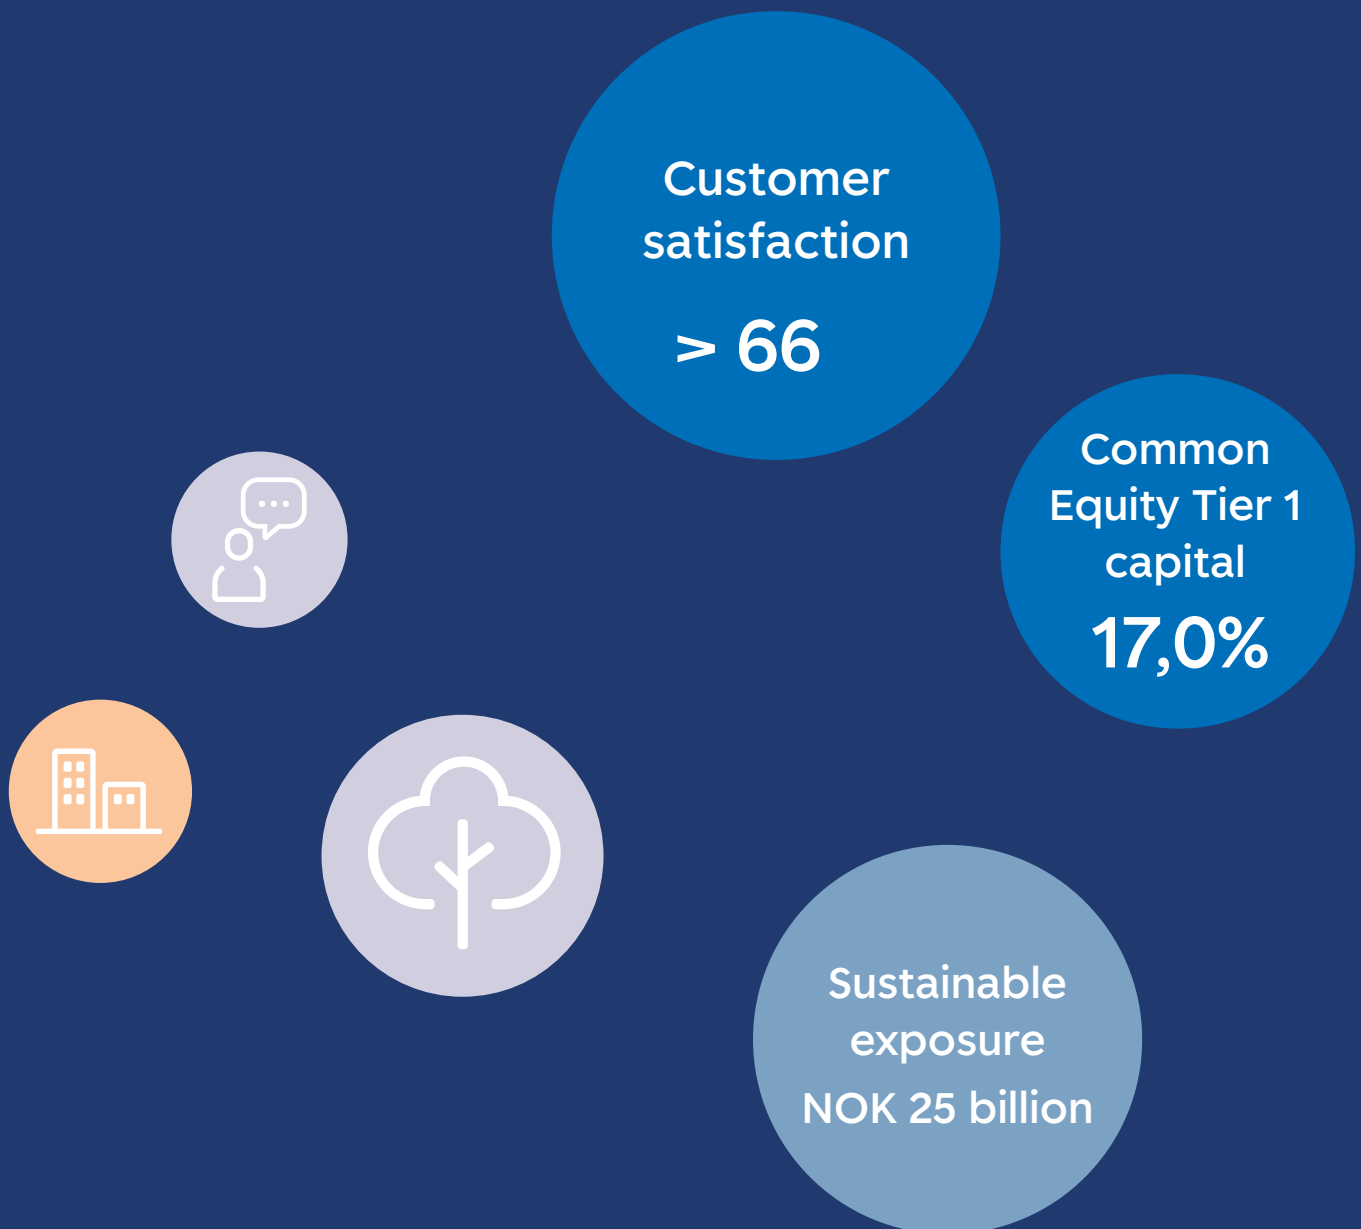 Customer
satisfaction
> 66
Common
Equity Tier 1
capital
17,0%
Sustainable
exposure
NOK 25 billion